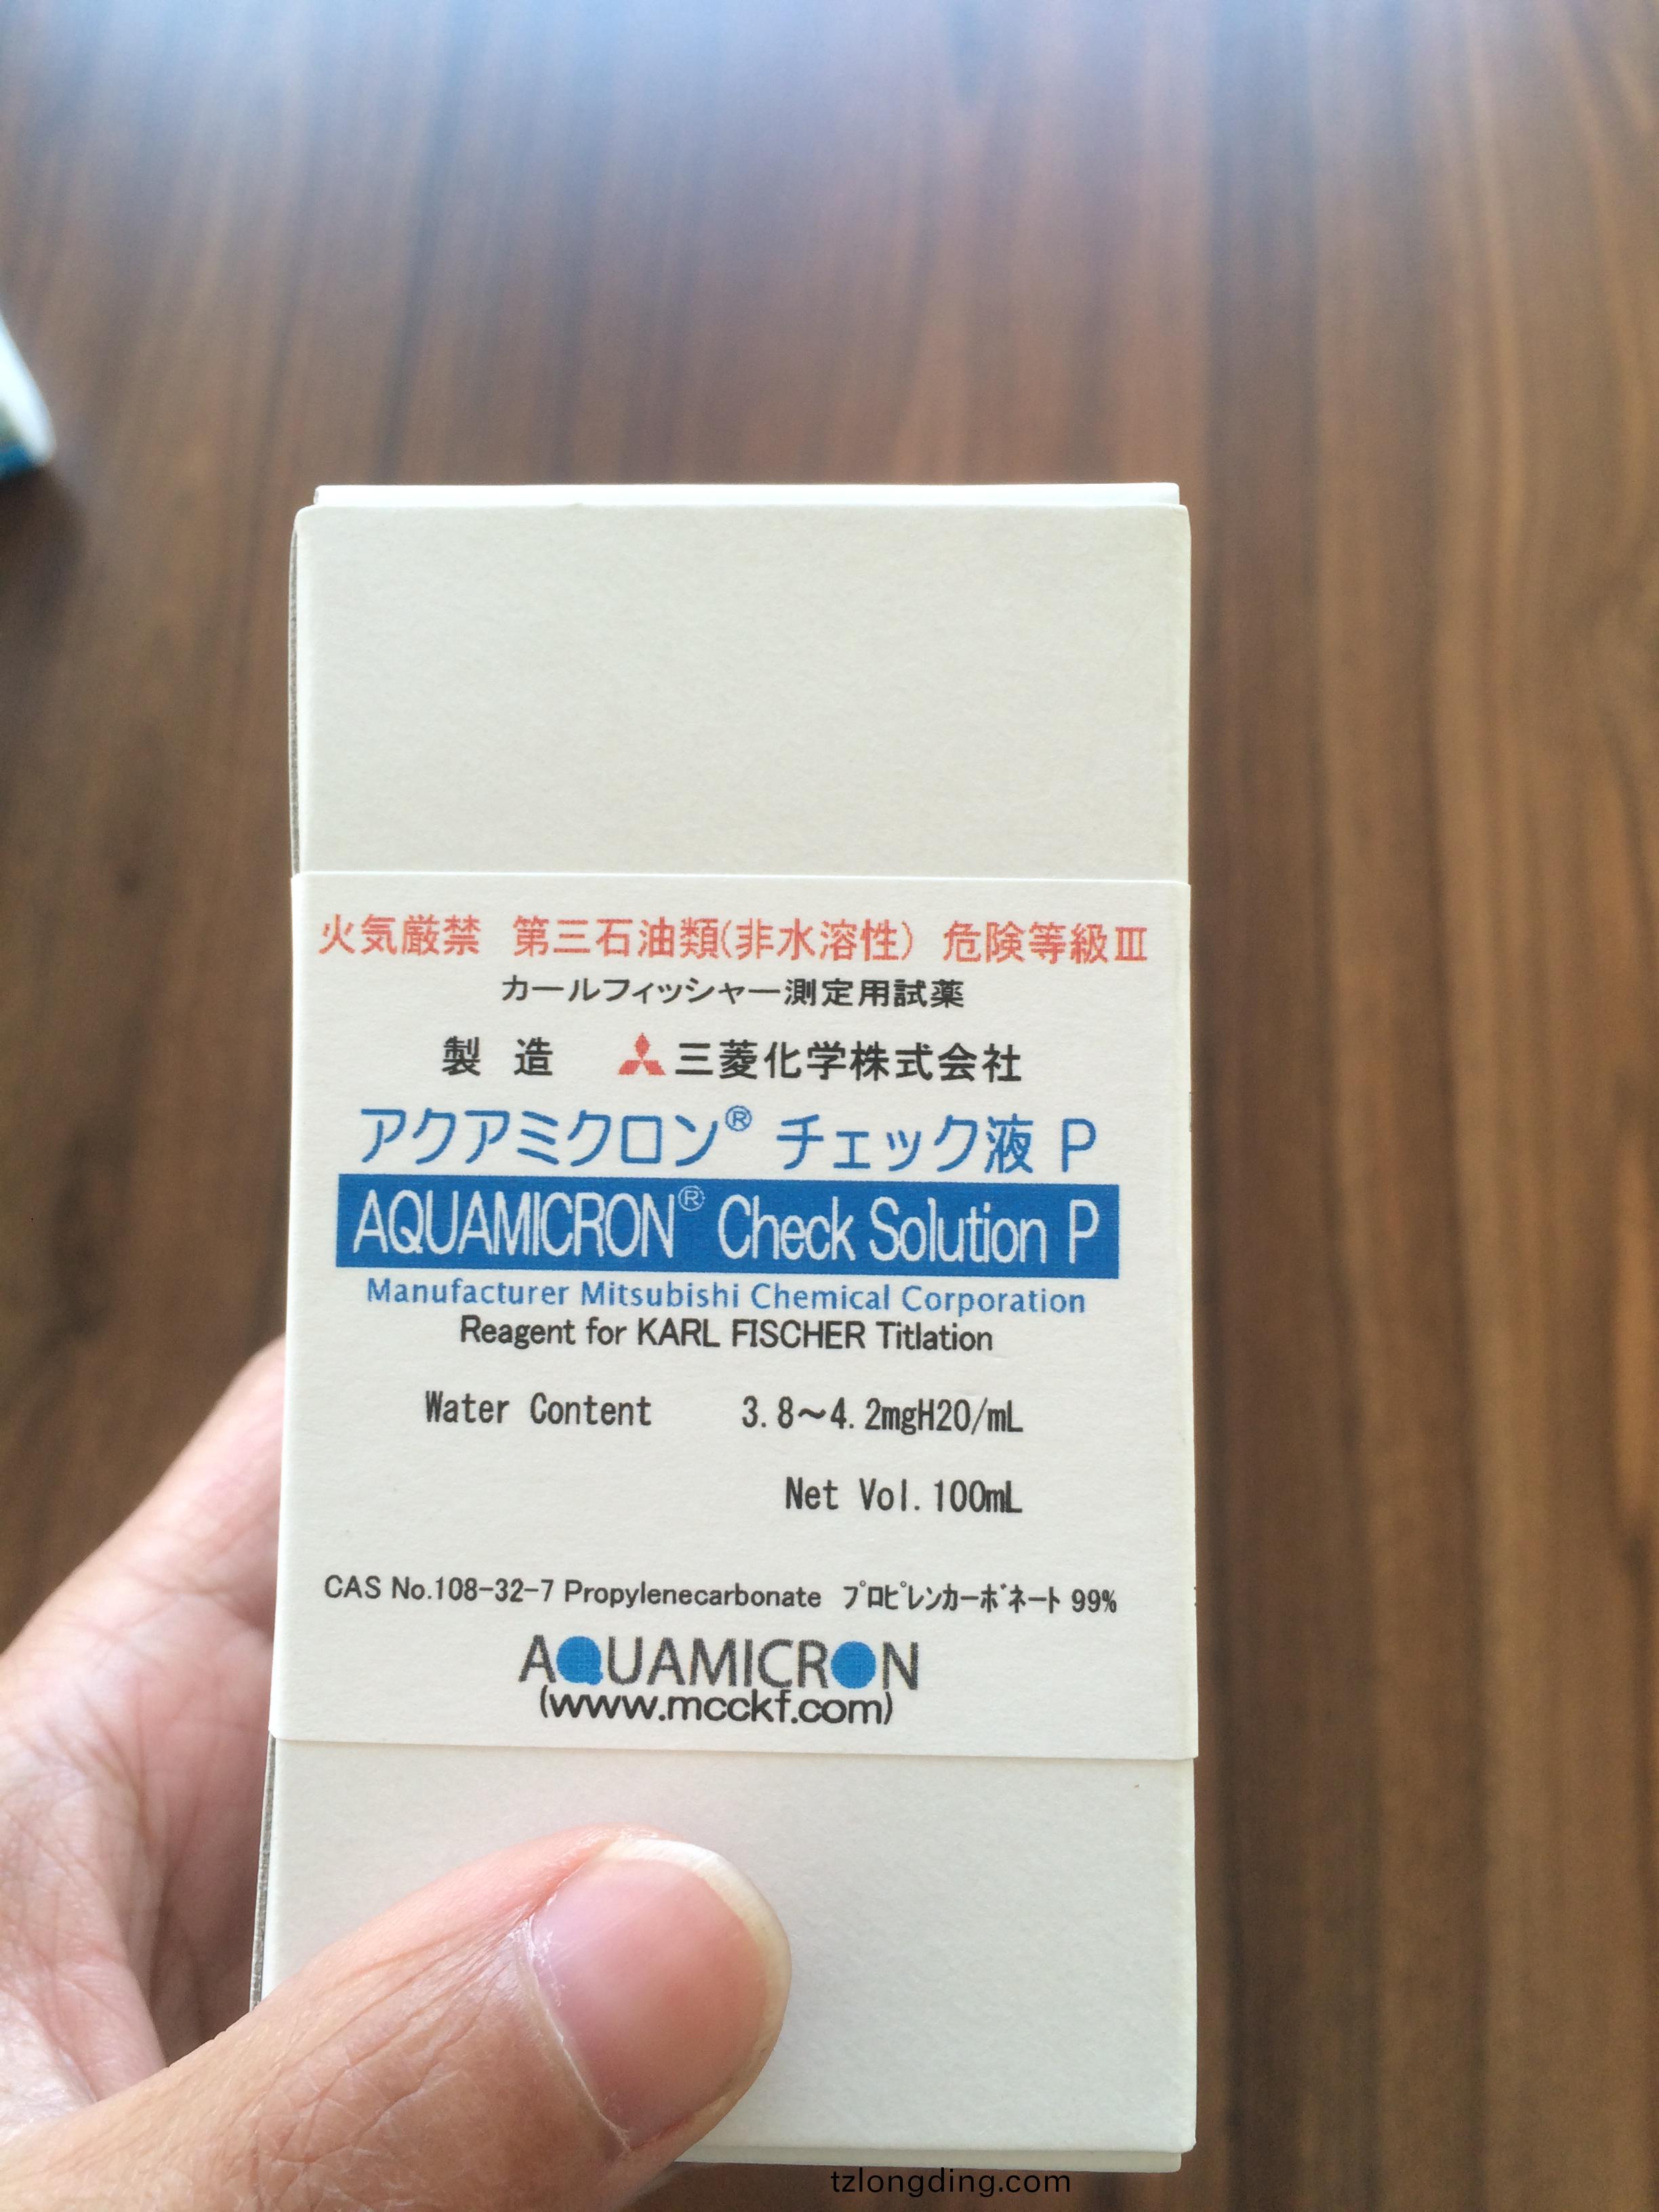 火気厳禁 第三石油類(非水溶性) 危険等級Ⅲ
カールフィッシャー測定用試薬
製 造 三菱化学株式会社
アクアミクロン® チェック液 P
AQUAMICRON® Check Solution P
Manufacturer Mitsubishi Chemical Corporation
Reagent for KARL FISCHER Titlation
Water Content 3.8～4.2mgH2O/mL
Net Vol. 100mL
CAS No.108-32-7 Propylenecarbonate ﾌﾟﾛﾋﾟﾚﾝｶｰﾎﾞﾈｰﾄ 99%
AQUAMICRON
(www.mcckf.com)
tzlongding.com